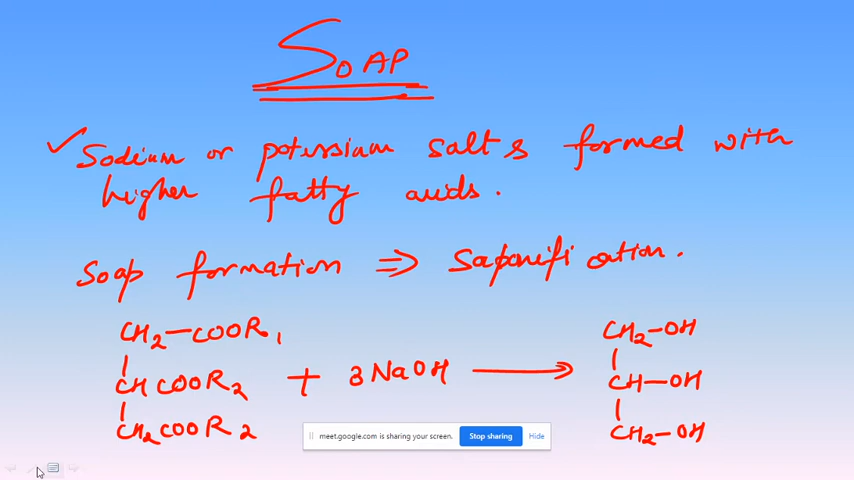 SOAP
✓ Sodium or potessium salts formed with
higher fatty acids.
Soap formation ⇒ Saponification.
CH2—COOR1
CHCOOR2 + 3NaOH ⟶
CH2COOR2
CH2—OH
CH—OH
CH2—OH
meet.google.com is sharing your screen. Stop sharing Hide